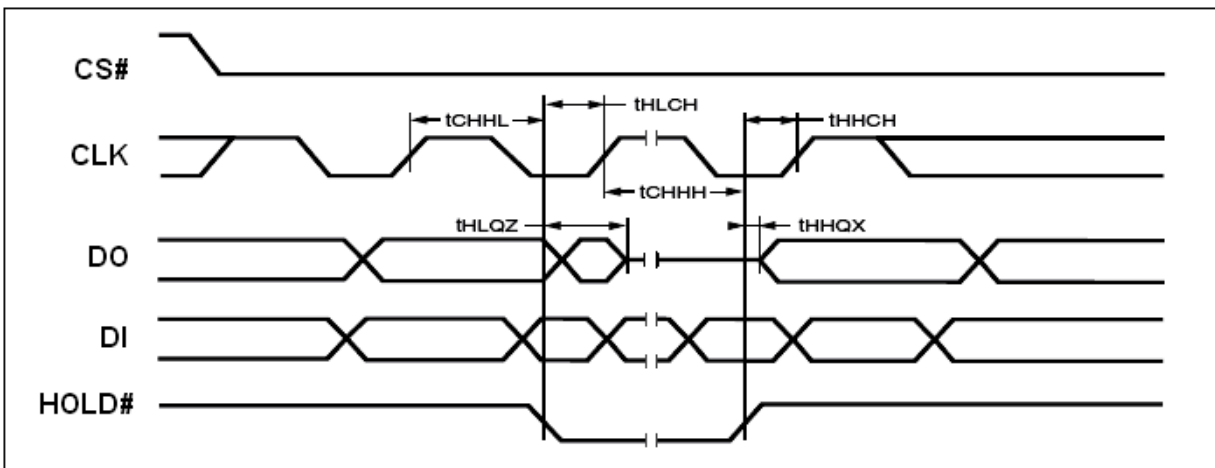 CS#
tCHHL
tHLCH
tHHCH
CLK
tCHHH
tHLQZ
tHHQX
DO
DI
HOLD#